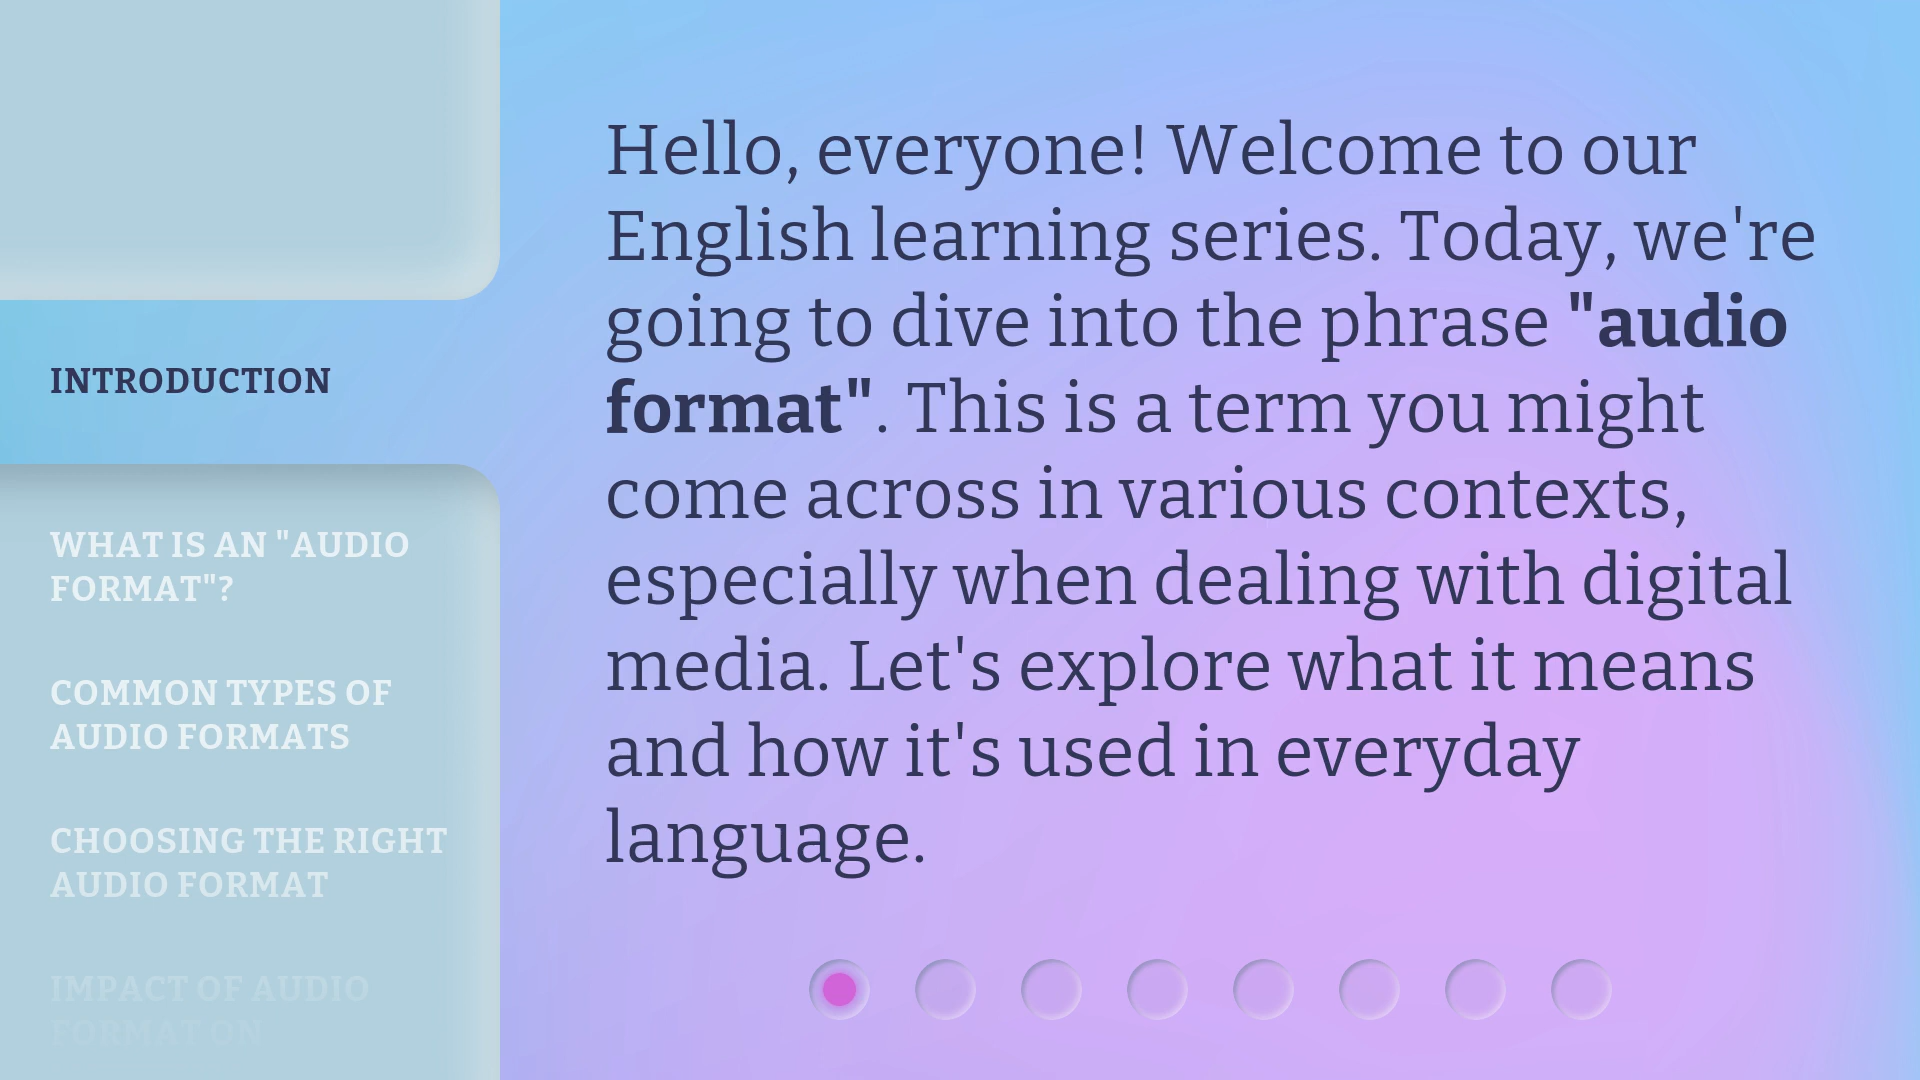 INTRODUCTION
WHAT IS AN "AUDIO
FORMAT"?
COMMON TYPES OF
AUDIO FORMATS
CHOOSING THE RIGHT
AUDIO FORMAT
IMPACT OF AUDIO
FORMAT ON
Hello, everyone! Welcome to our
English learning series. Today, we're
going to dive into the phrase "audio
format". This is a term you might
come across in various contexts,
especially when dealing with digital
media. Let's explore what it means
and how it's used in everyday
language.